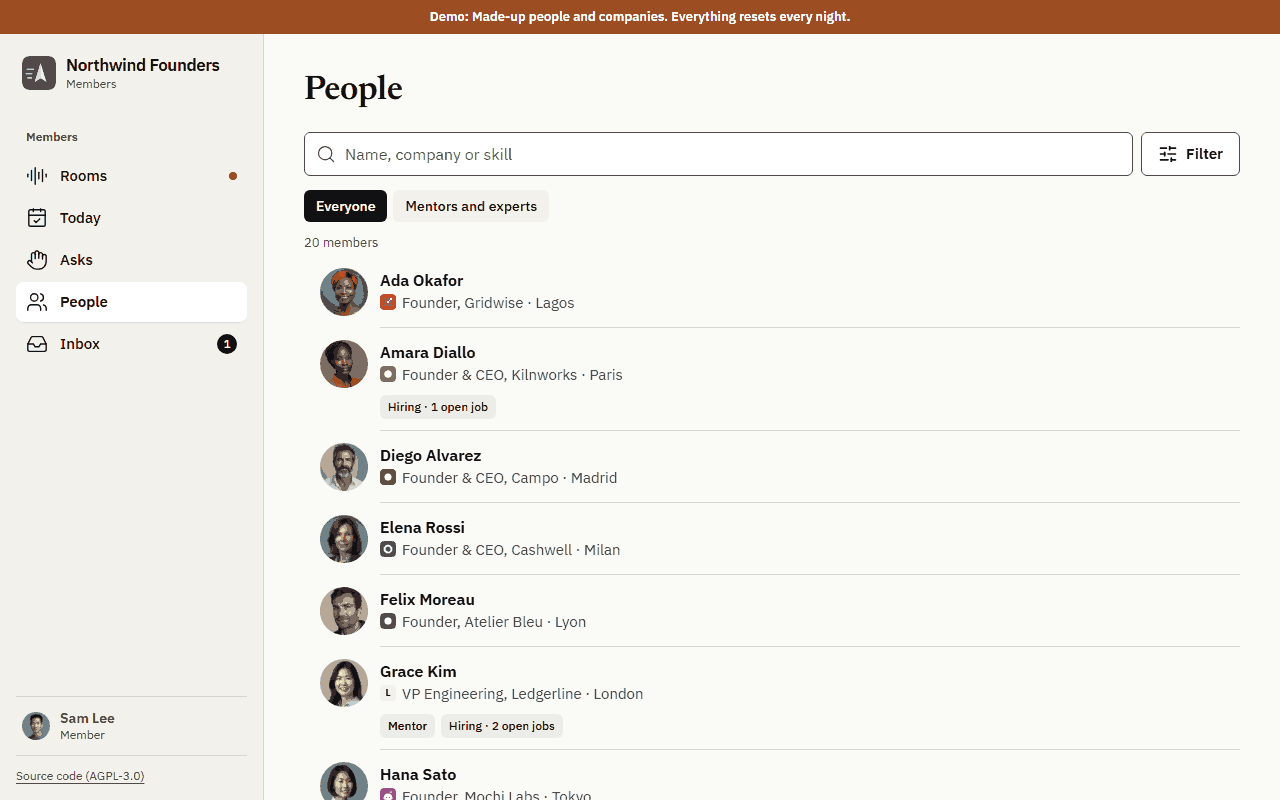 Demo: Made-up people and companies. Everything resets every night.
Northwind Founders
Members
Members
Rooms
Today
Asks
People
Inbox
1
Sam Lee
Member
Source code (AGPL-3.0)
People
Name, company or skill
Filter
Everyone
Mentors and experts
20 members
Ada Okafor
Founder, Gridwise · Lagos
Amara Diallo
Founder & CEO, Kilnworks · Paris
Hiring · 1 open job
Diego Alvarez
Founder & CEO, Campo · Madrid
Elena Rossi
Founder & CEO, Cashwell · Milan
Felix Moreau
Founder, Atelier Bleu · Lyon
Grace Kim
L VP Engineering, Ledgerline · London
Mentor
Hiring · 2 open jobs
Hana Sato
Founder, Mochi Labs · Tokyo